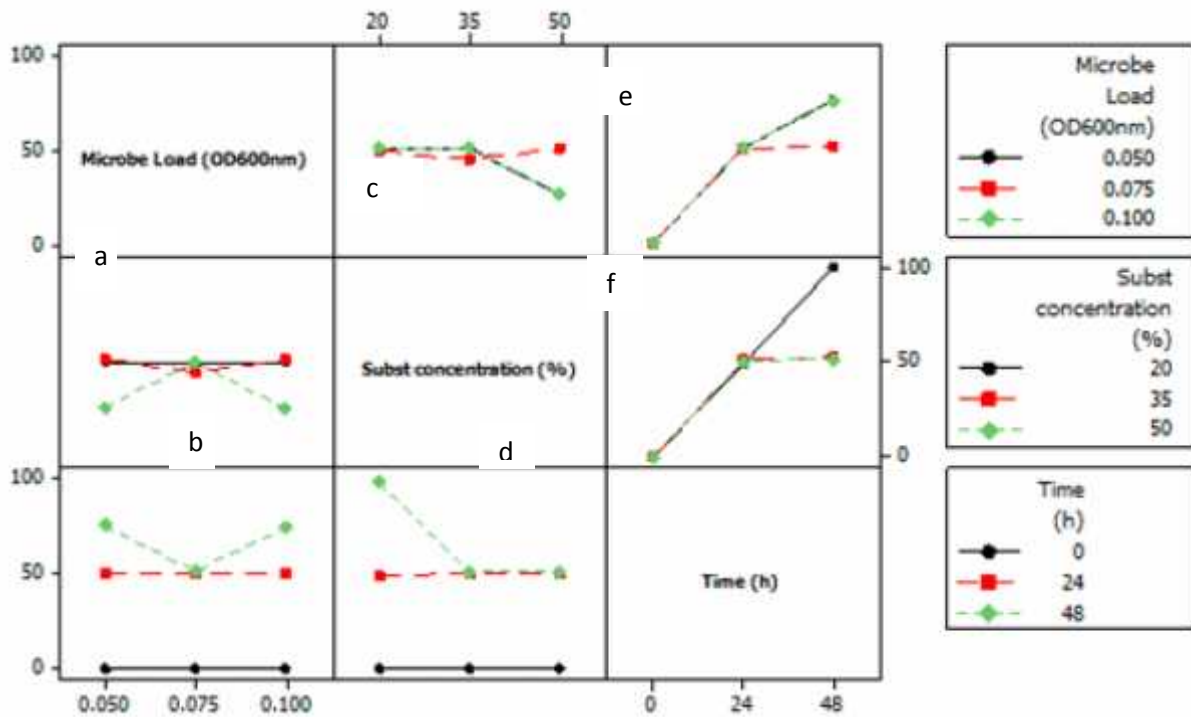 20 35 50
100
50
0
Microbe Load (OD600nm)
c
e
Microbe
Load
(OD600nm)
0.050
0.075
0.100
a
b
Subst concentration (%)
d
f
100
50
0
Subst
concentration
(%)
20
35
50
100
50
0
Time (h)
Time
(h)
0
24
48
0.050 0.075 0.100
0 24 48